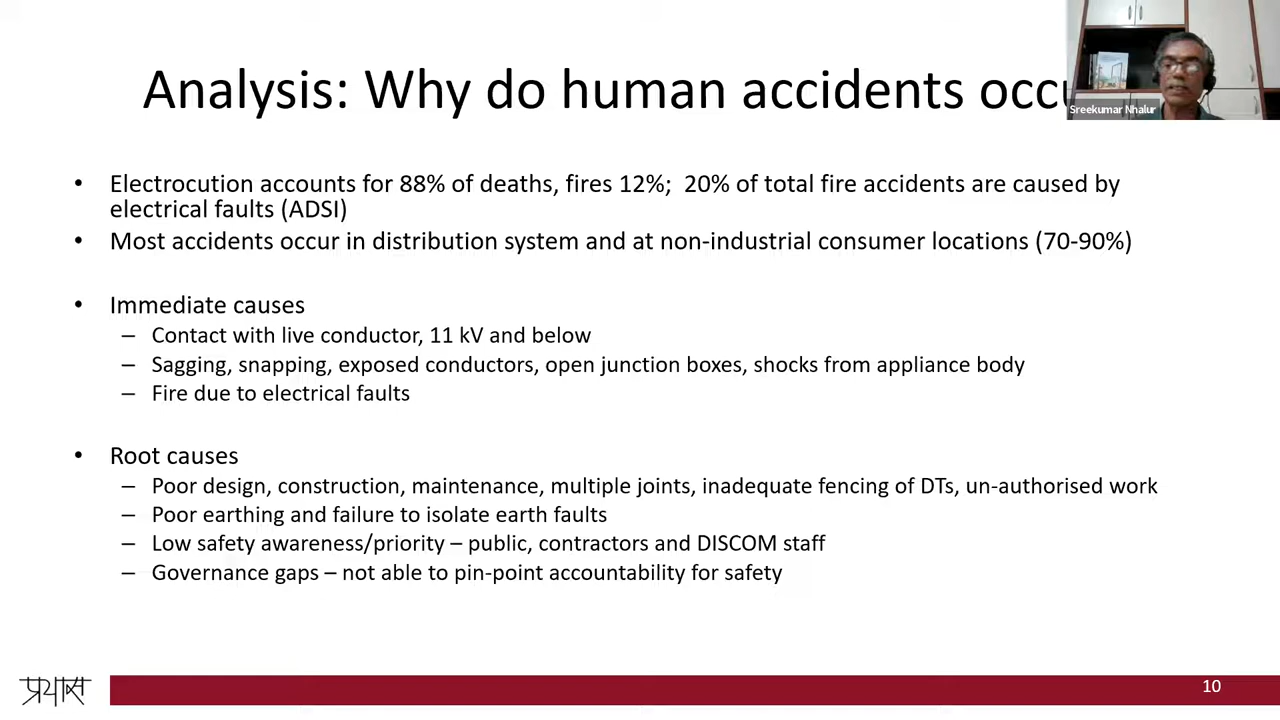 Analysis: Why do human accidents occu
Sreekumar Nhalur
• Electrocution accounts for 88% of deaths, fires 12%; 20% of total fire accidents are caused by
electrical faults (ADSI)
• Most accidents occur in distribution system and at non-industrial consumer locations (70-90%)
• Immediate causes
– Contact with live conductor, 11 kV and below
– Sagging, snapping, exposed conductors, open junction boxes, shocks from appliance body
– Fire due to electrical faults
• Root causes
– Poor design, construction, maintenance, multiple joints, inadequate fencing of DTs, un-authorised work
– Poor earthing and failure to isolate earth faults
– Low safety awareness/priority – public, contractors and DISCOM staff
– Governance gaps – not able to pin-point accountability for safety
प्रयास
10